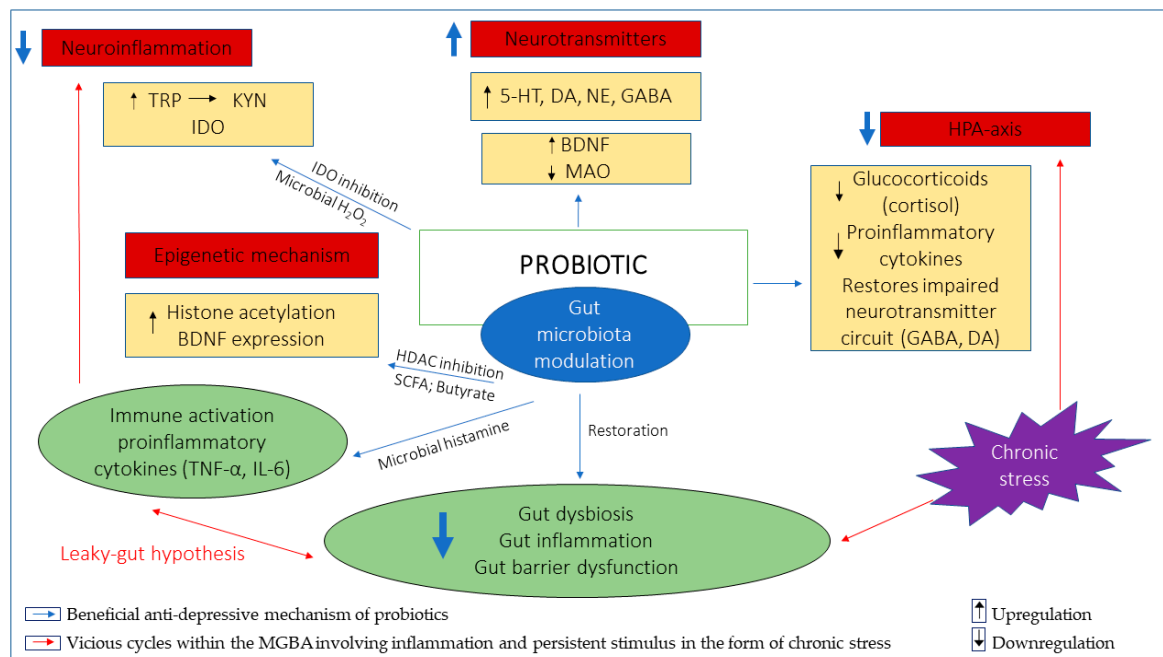 Neuroinflammation
↑ TRP → KYN
IDO
Neurotransmitters
↑ 5-HT, DA, NE, GABA
↑ BDNF
↓ MAO
HPA-axis
↓ Glucocorticoids
(cortisol)
↓ Proinflammatory
cytokines
Restores impaired
neurotransmitter
circuit (GABA, DA)
IDO inhibition
Microbial H₂O₂
Epigenetic mechanism
↑ Histone acetylation
BDNF expression
PROBIOTIC
Gut
microbiota
modulation
HDAC inhibition
SCFA; Butyrate
Immune activation
proinflammatory
cytokines (TNF-α, IL-6)
Microbial histamine
Restoration
Chronic
stress
Gut dysbiosis
Gut inflammation
Gut barrier dysfunction
Leaky-gut hypothesis
Beneficial anti-depressive mechanism of probiotics
Vicious cycles within the MGBA involving inflammation and persistent stimulus in the form of chronic stress
↑ Upregulation
↓ Downregulation